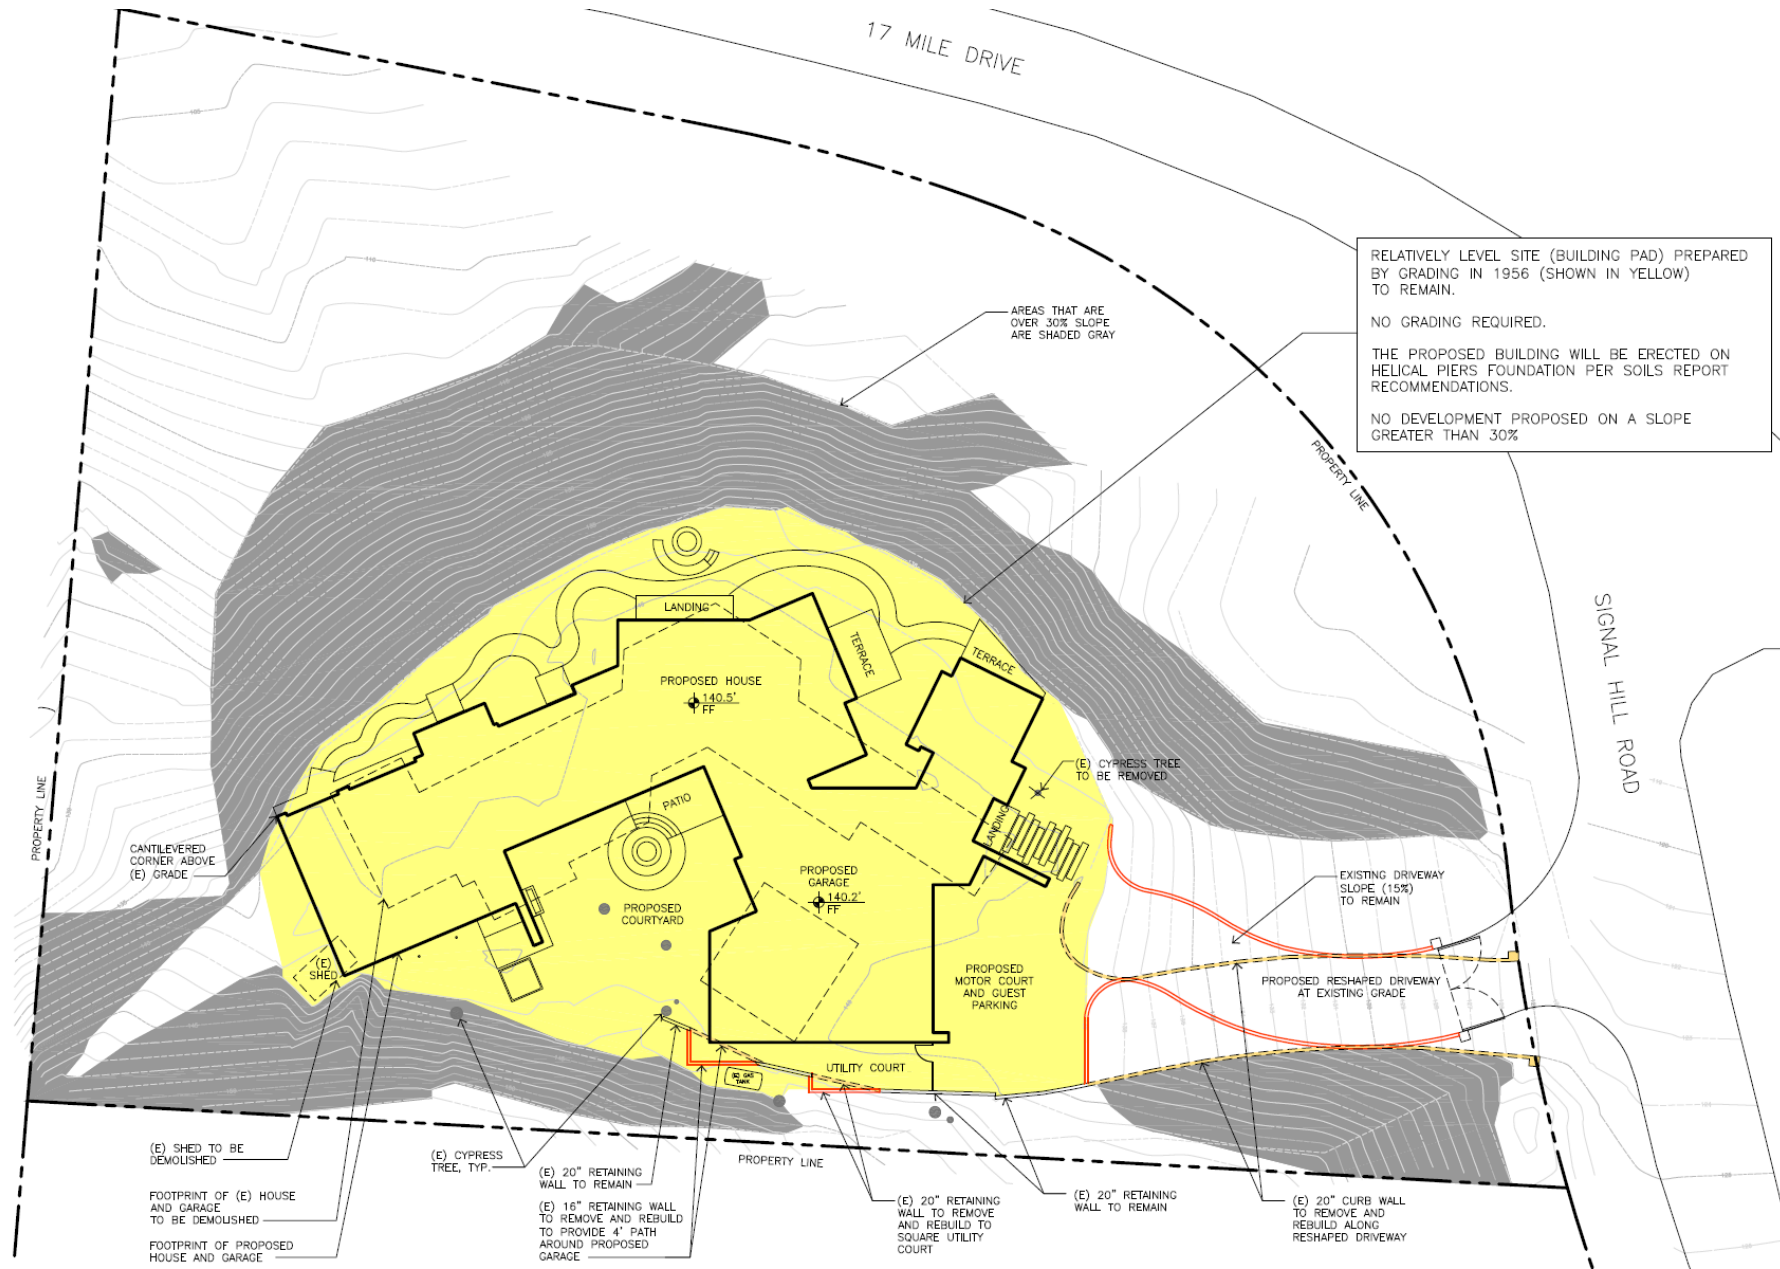 17 MILE DRIVE
RELATIVELY LEVEL SITE (BUILDING PAD) PREPARED
BY GRADING IN 1956 (SHOWN IN YELLOW)
TO REMAIN.
NO GRADING REQUIRED.
THE PROPOSED BUILDING WILL BE ERECTED ON
HELICAL PIERS FOUNDATION PER SOILS REPORT
RECOMMENDATIONS.
NO DEVELOPMENT PROPOSED ON A SLOPE
GREATER THAN 30%
AREAS THAT ARE
OVER 30% SLOPE
ARE SHADED GRAY
PROPERTY LINE
SIGNAL HILL ROAD
LANDING
TERRACE
TERRACE
PROPOSED HOUSE
140.5'
FF
(E) CYPRESS TREE
TO BE REMOVED
PATIO
LANDING
PROPERTY LINE
CANTILEVERED
CORNER ABOVE
(E) GRADE
PROPOSED
GARAGE
140.2'
FF
EXISTING DRIVEWAY
SLOPE (15%)
TO REMAIN
PROPOSED
COURTYARD
(E)
SHED
PROPOSED
MOTOR COURT
AND GUEST
PARKING
PROPOSED RESHAPED DRIVEWAY
AT EXISTING GRADE
UTILITY COURT
(E) GAS
TANK
PROPERTY LINE
(E) SHED TO BE
DEMOLISHED
FOOTPRINT OF (E) HOUSE
AND GARAGE
TO BE DEMOLISHED
FOOTPRINT OF PROPOSED
HOUSE AND GARAGE
(E) CYPRESS
TREE, TYP.
(E) 20" RETAINING
WALL TO REMAIN
(E) 16" RETAINING WALL
TO REMOVE AND REBUILD
TO PROVIDE 4' PATH
AROUND PROPOSED
GARAGE
(E) 20" RETAINING
WALL TO REMOVE
AND REBUILD TO
SQUARE UTILITY
COURT
(E) 20" RETAINING
WALL TO REMAIN
(E) 20" CURB WALL
TO REMOVE AND
REBUILD ALONG
RESHAPED DRIVEWAY